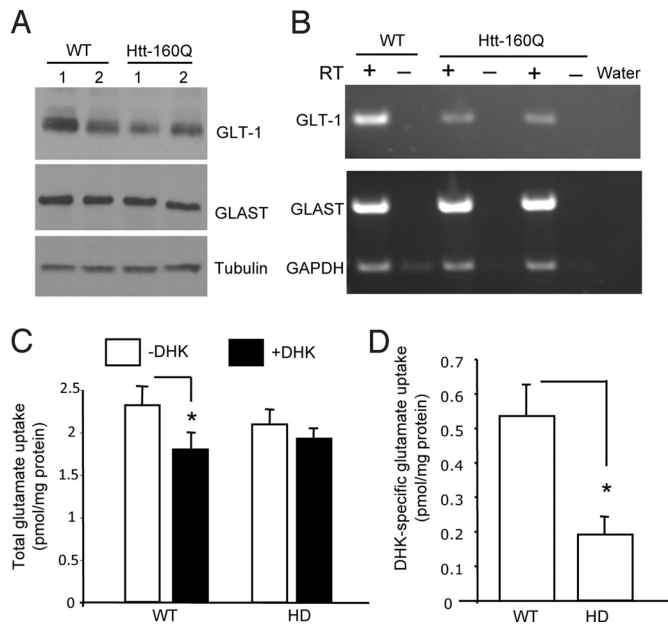 A
WT
Htt-160Q
1
2
1
2
GLT-1
GLAST
Tubulin
B
WT
Htt-160Q
RT
+
–
+
–
+
–
Water
GLT-1
GLAST
GAPDH
C
-DHK
+DHK
Total glutamate uptake
(pmol/mg protein)
2.5
2
1.5
1
0.5
0
*
WT
HD
D
DHK-specific glutamate uptake
(pmol/mg protein)
0.7
0.6
0.5
0.4
0.3
0.2
0.1
0
*
WT
HD